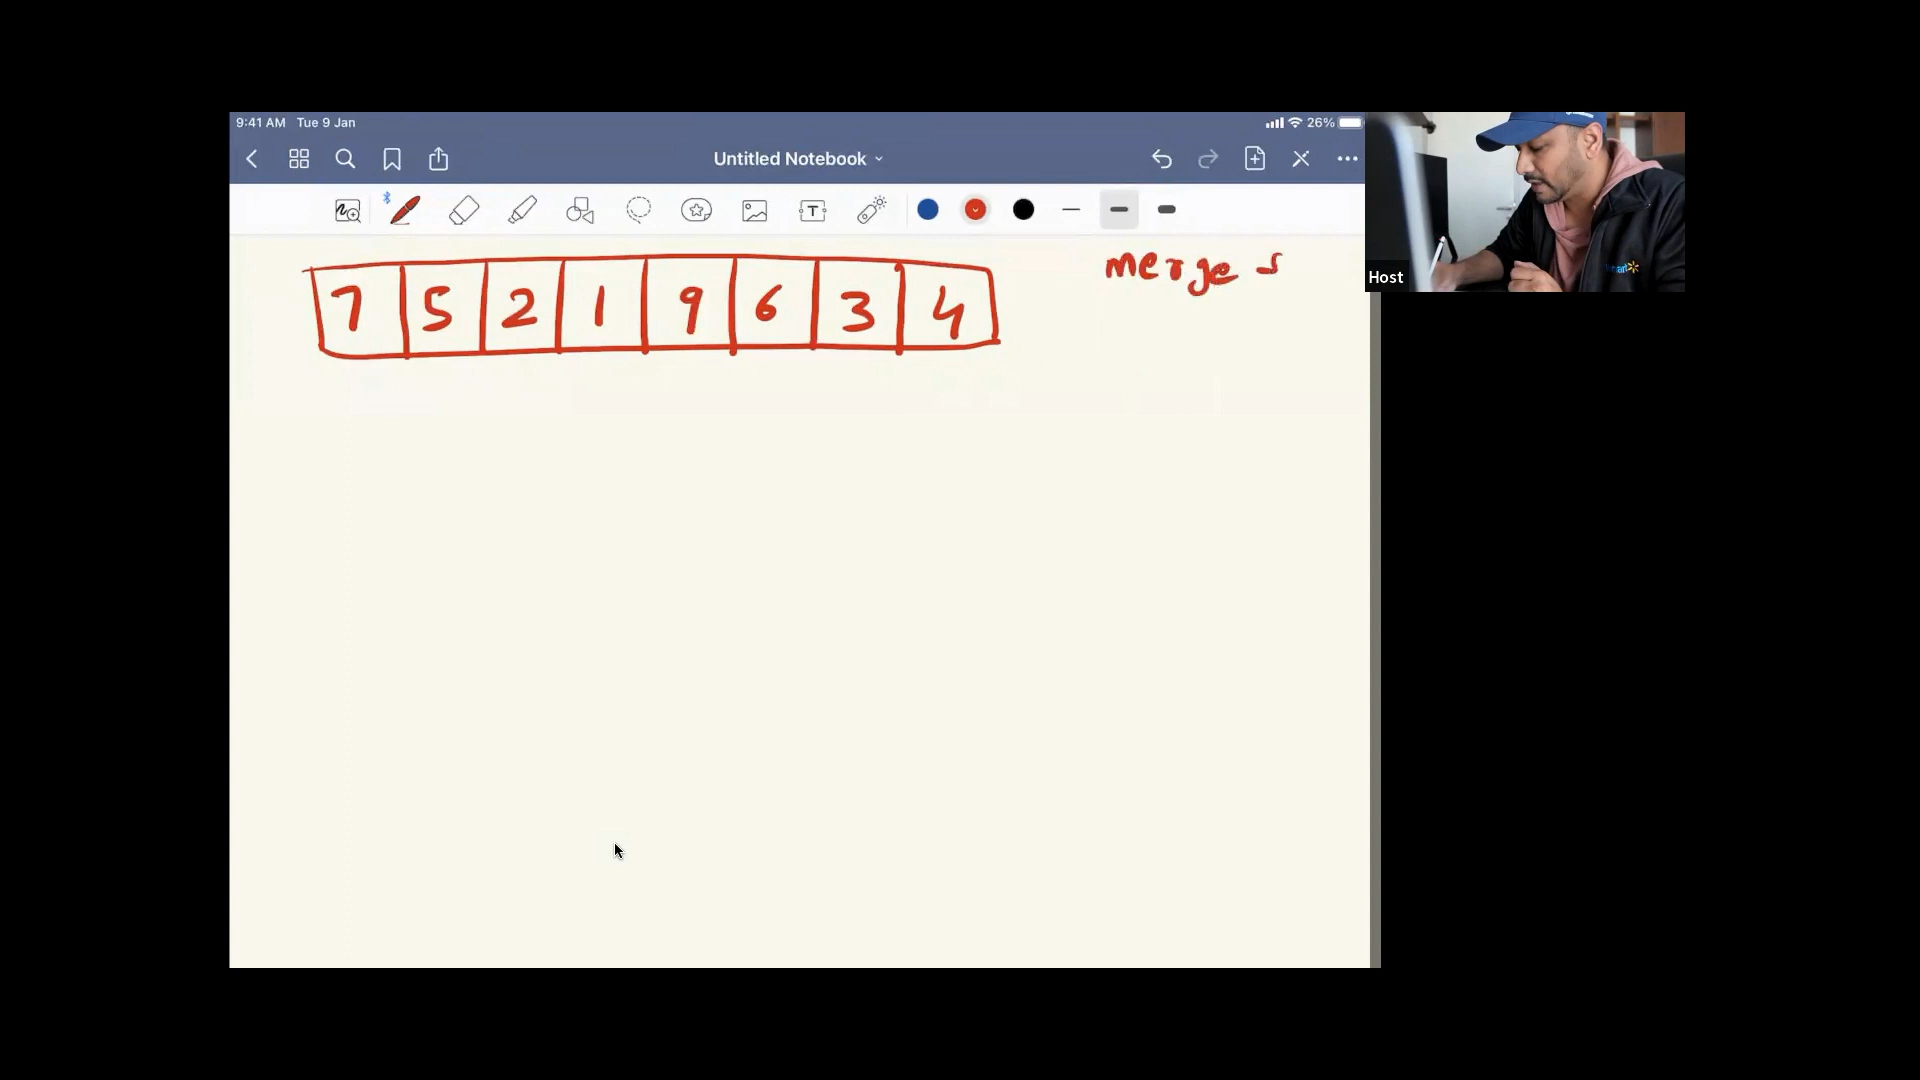 9:41 AM Tue 9 Jan
26%
Untitled Notebook
T
merge s
7 5 2 1 9 6 3 4
Host